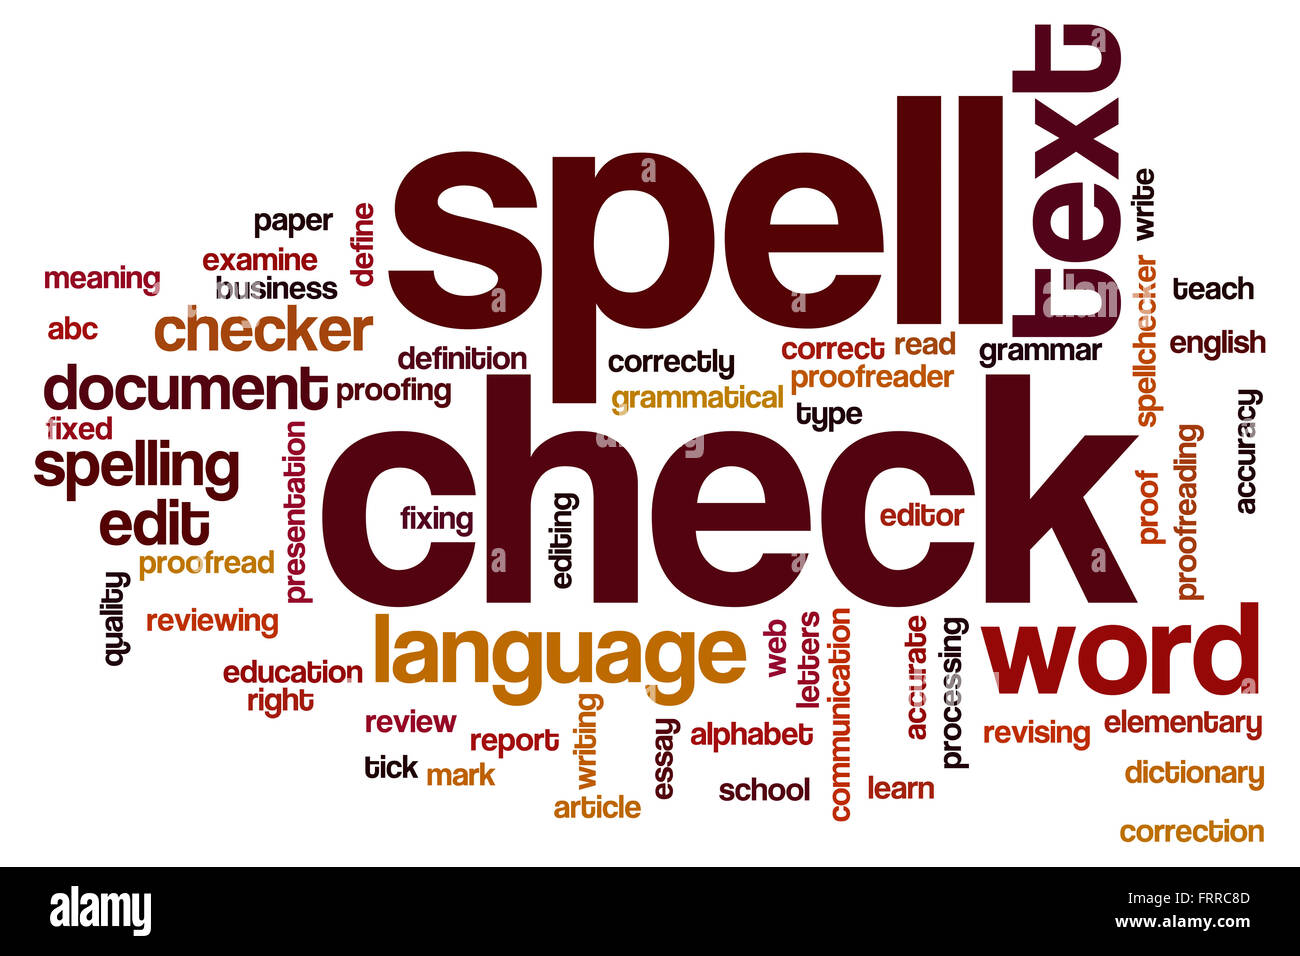 text
spell
write
paper
define
examine
meaning
business
spellchecker
teach
abc
checker
definition
correctly
correct
read
grammar
english
document
proofing
grammatical
proofreader
type
fixed
accuracy
spelling
presentation
check
proof
proofreading
edit
fixing
editing
editor
proofread
quality
reviewing
language
web
letters
communication
accurate
processing
word
education
right
review
report
writing
essay
alphabet
revising
elementary
tick
mark
article
school
learn
dictionary
correction
alamy
alamy
Image ID: FRRC8D
www.alamy.com